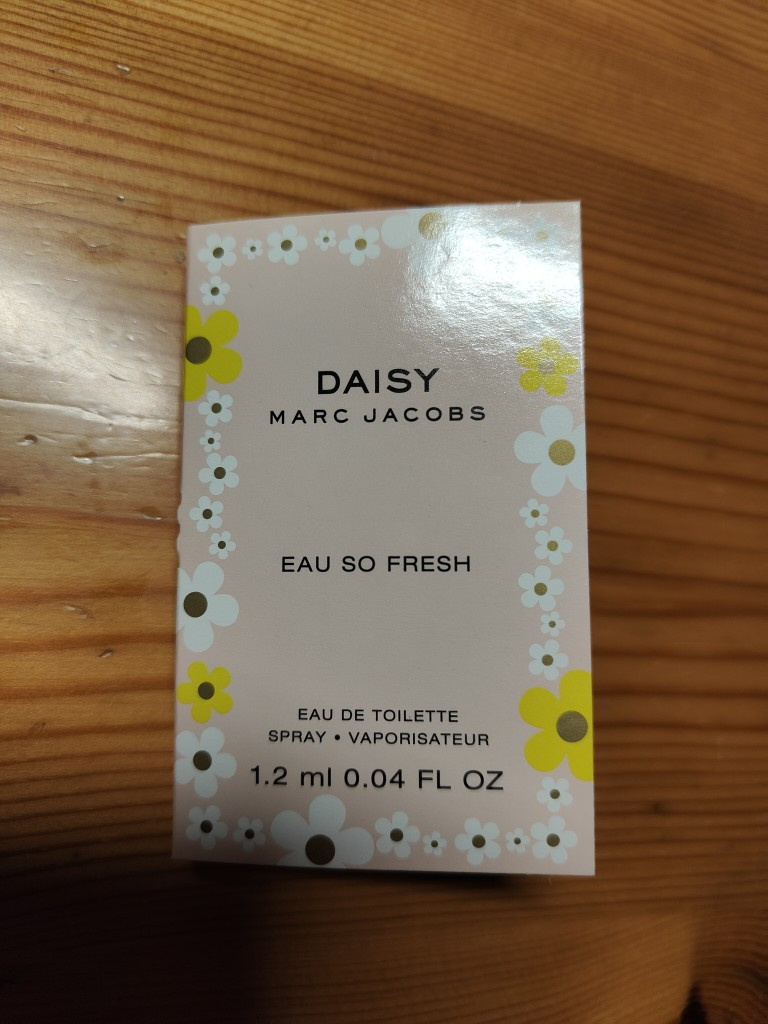 DAISY
MARC JACOBS
EAU SO FRESH
EAU DE TOILETTE
SPRAY • VAPORISATEUR
1.2 ml 0.04 FL OZ